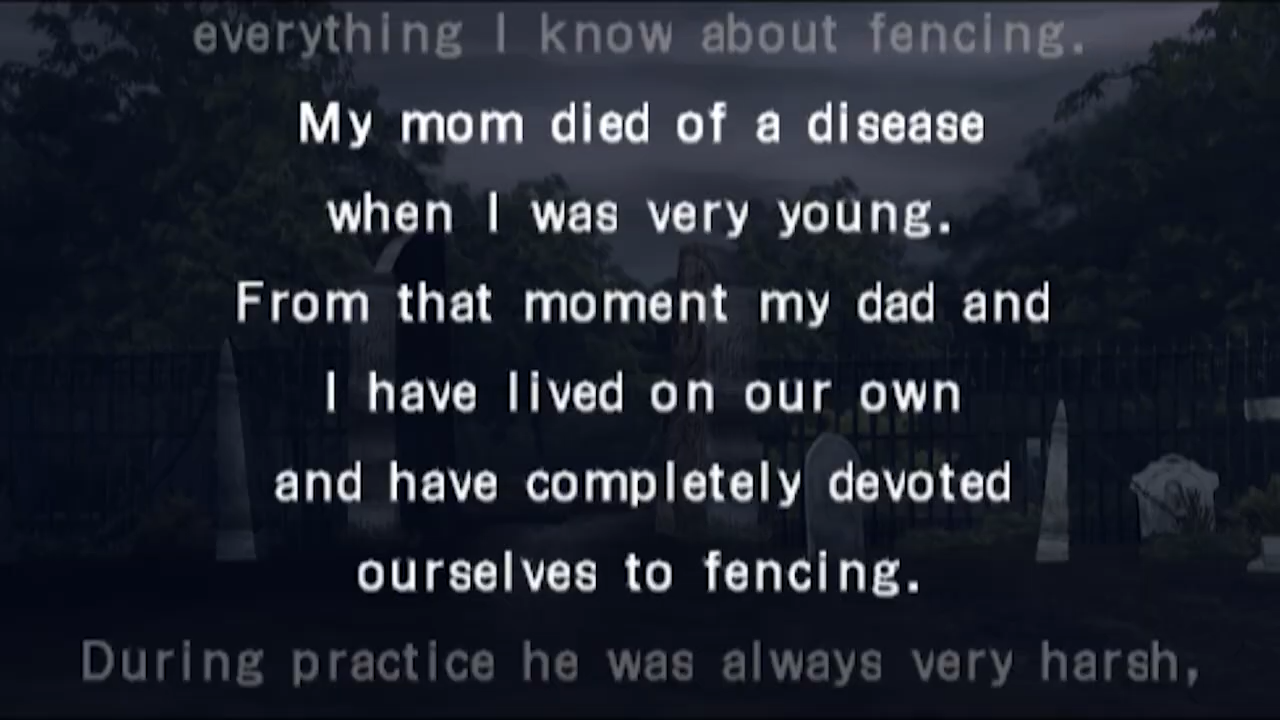 everything I know about fencing.
My mom died of a disease
when I was very young.
From that moment my dad and
I have lived on our own
and have completely devoted
ourselves to fencing.
During practice he was always very harsh,